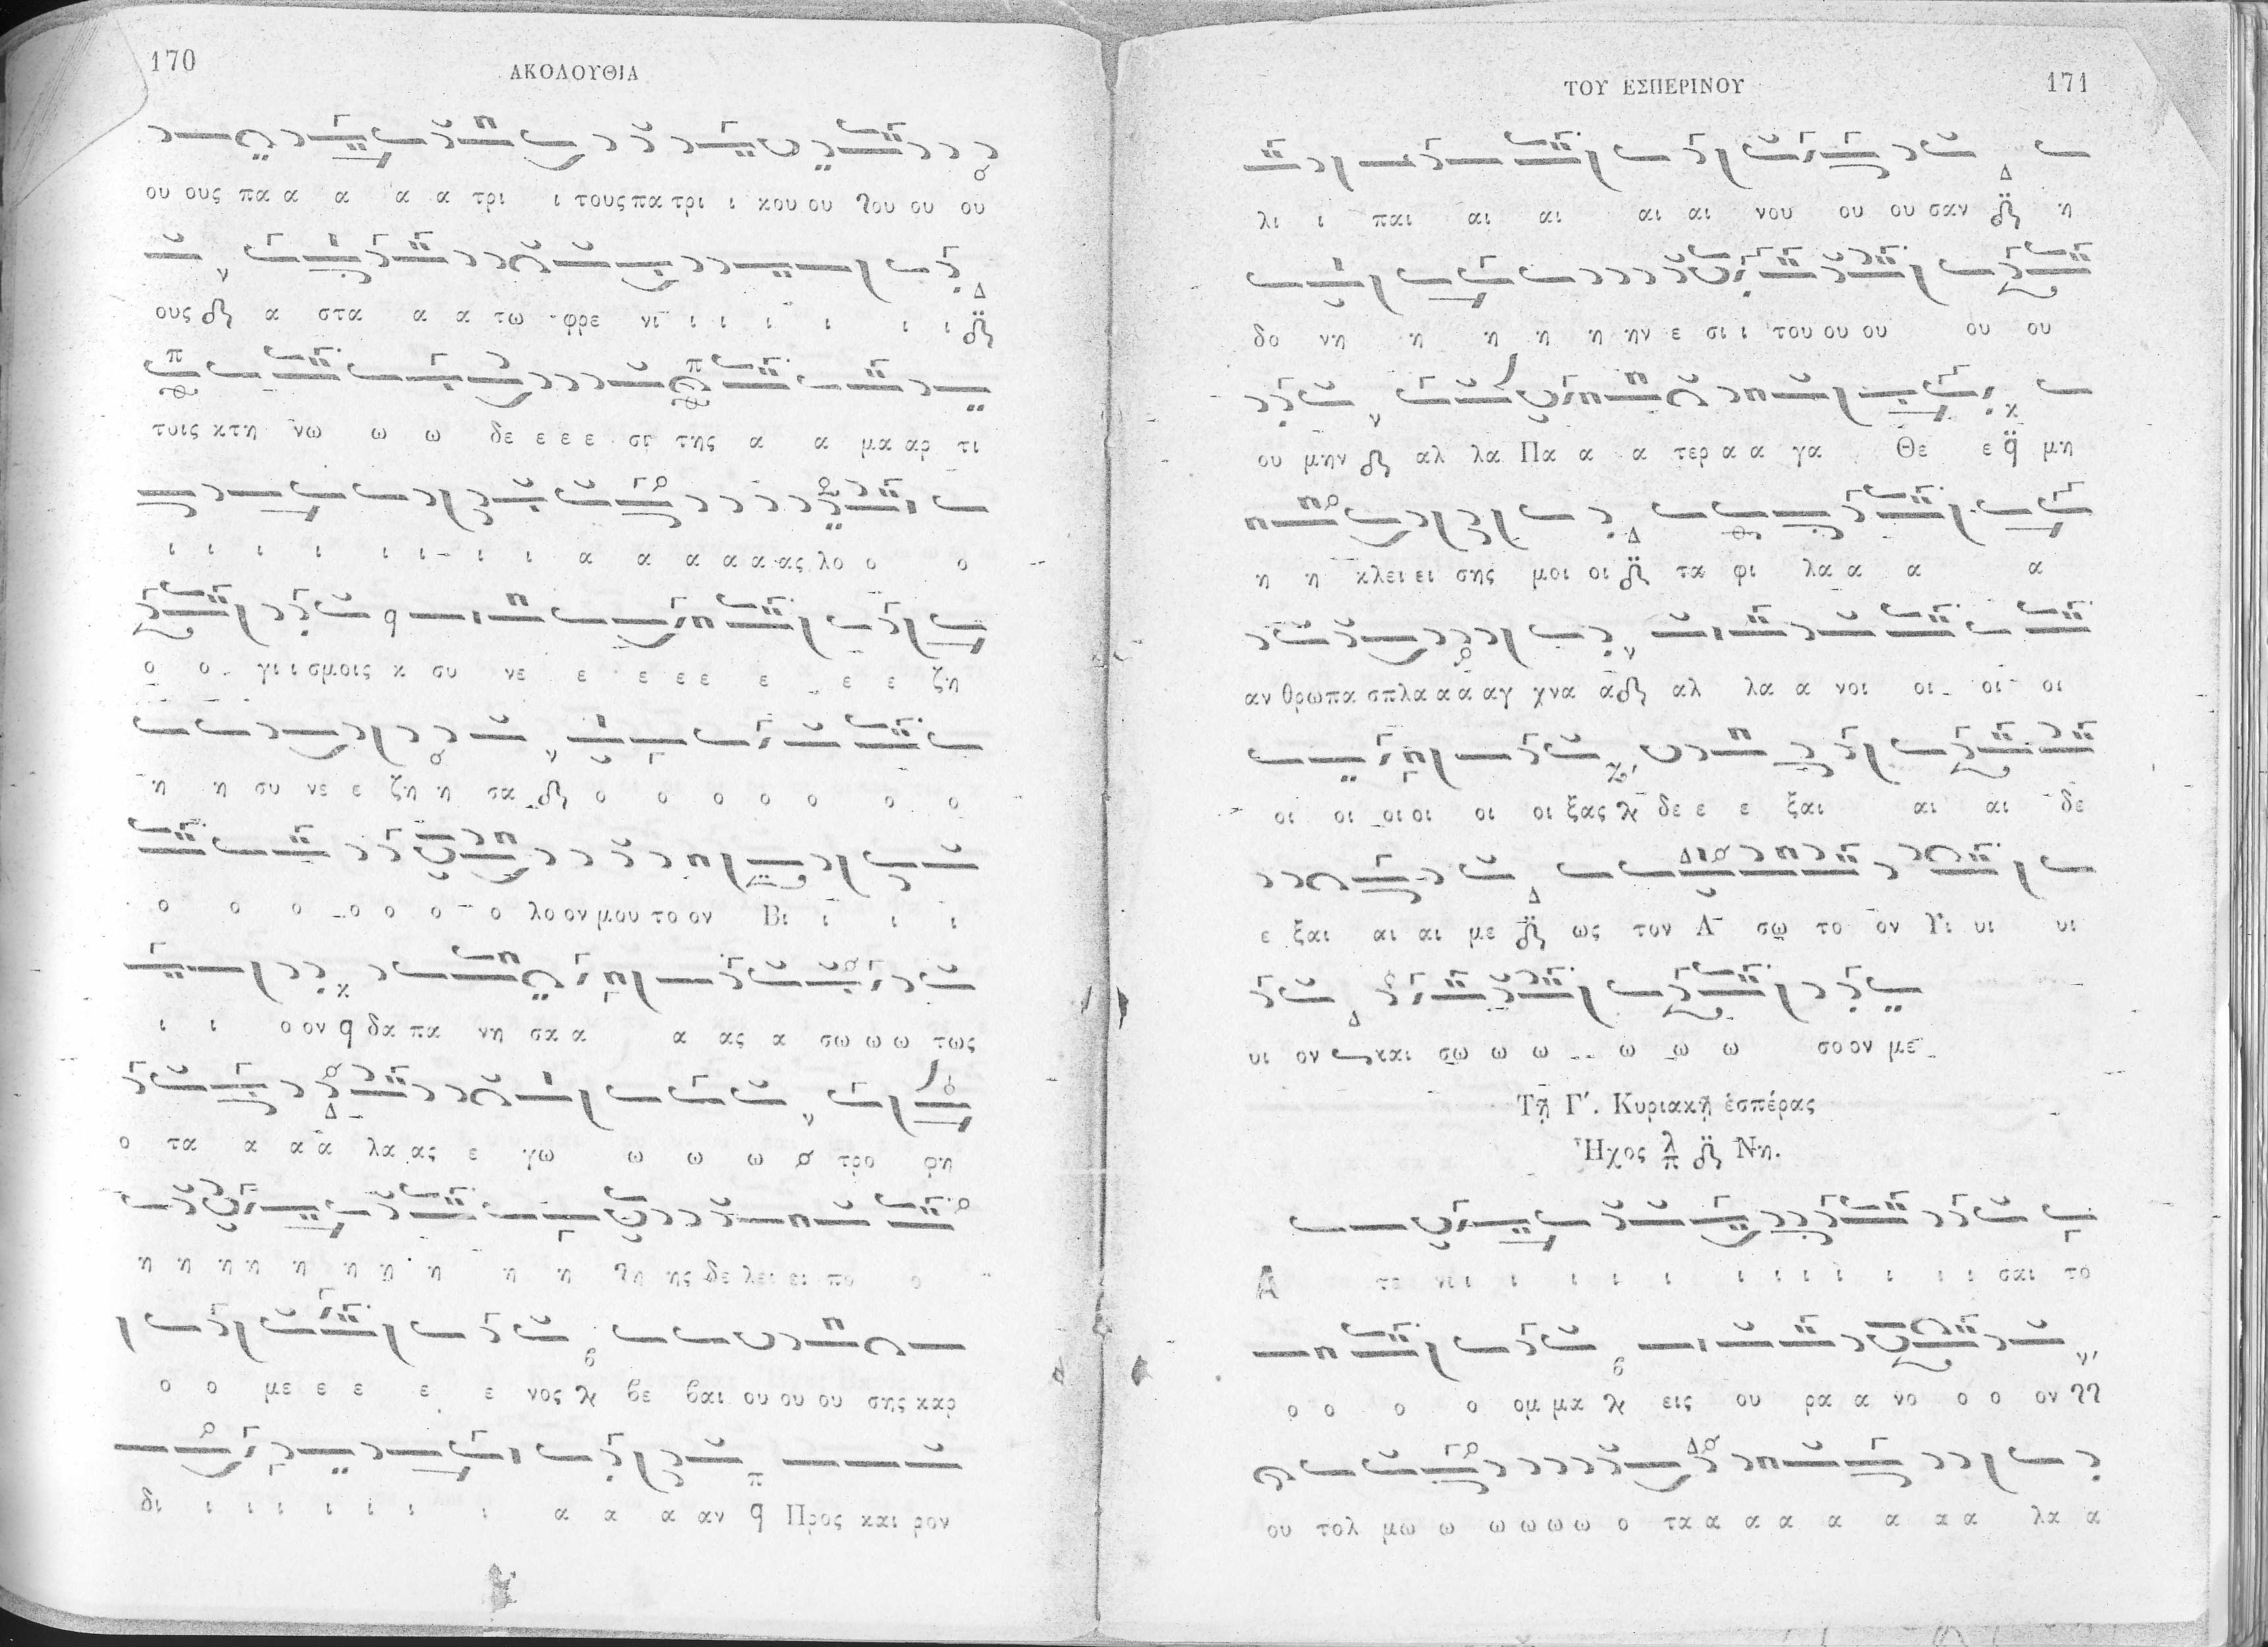 170
ΑΚΟΛΟΥΘΙΑ
ου ους πα α α α α τρι ι τους πα τρι ι κου ου ου ου ου
ους α στα α α τω φρε νι ι ι ι ι ι ι
τοις κτη νω ω ω δε ε ε ε σι της α α μα αρ τι
ι ι ι ι ι ι ι ι α α α α α ας λο ο ο
ο ο γι ι σμοις κ συ νε ε ε ε ε ε ε ε ζη
η η συ νε ε ζη η σα ο ο ο ο ο ο ο
ο ο ο ο ο ο ο λο ον μου το ον Βι ι ι ι
ι ι ο ον δα πα νη σα α α ας α σω ω ω τως
ο τα α α α λα ας ε γω ω ω ω τρο φη
η η η η η η η η η η η ης δε λει ει πο ο
ο ο με ε ε ε ε νος βε βαι ου ου ου σης καρ
δι ι ι ι ι ι ι ι α α α αν Προς και ρον
ΤΟΥ ΕΣΠΕΡΙΝΟΥ
171
λι ι παι αι αι αι αι νου ου ου σαν η
δο νη η η η η ην ε σι ι του ου ου ου ου
ου μην αλ λα Πα α α τερ α α γα Θε ε μη
η η κλει ει σης μοι οι τα φι λα α α α
αν θρω πα σπλα α α αγ χνα α αλ λα α νοι οι οι οι
οι οι οι οι οι οι ξας δε ε ε ξαι αι αι δε
ε ξαι αι αι με ως τον Α σω το ον Υι υι υι
υι ον και σω ω ω ω ω ω σο ον με
Τῇ Γ΄. Κυριακῇ ἑσπέρας
Ἦχος λ π Νη.
Α τε νι ι ι ι ι ι ι ι ι ι ι ι ι ι σαι το
ο ο ο ο ομ μα εις ου ρα α νο ο ο ον
ου τολ μω ω ω ω ω ω ο τα α α α α α α α λα α